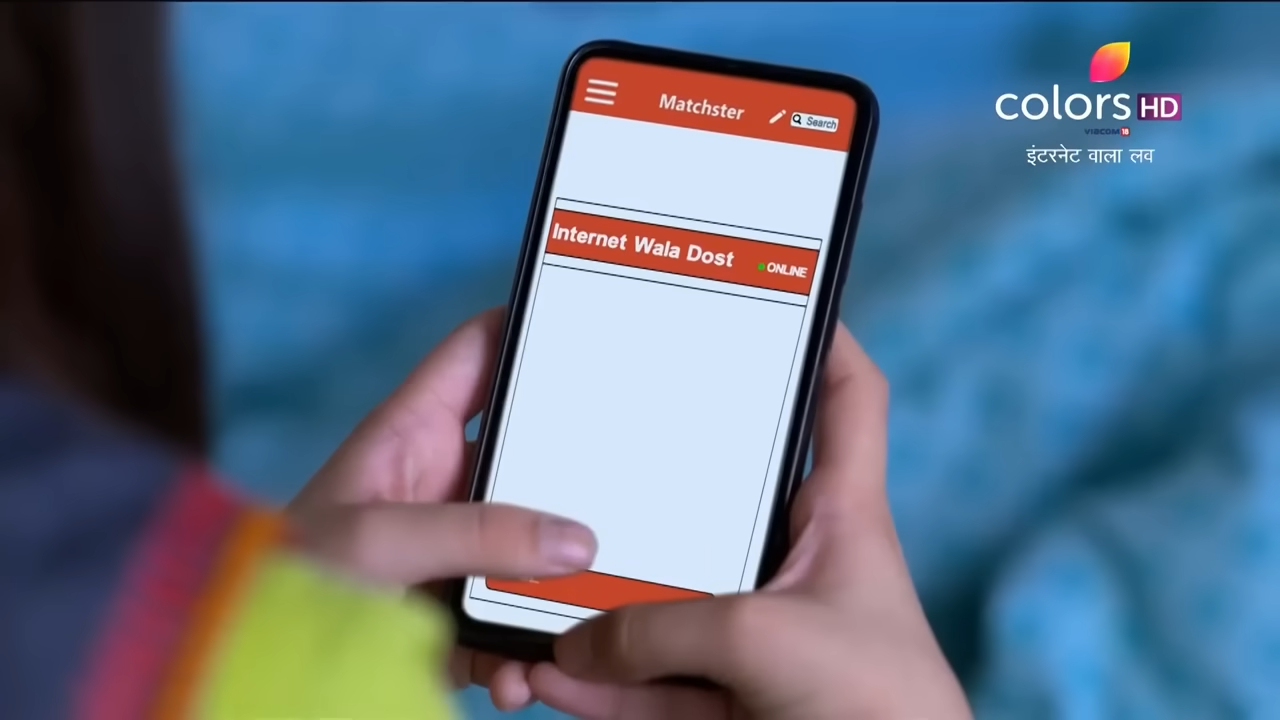 Matchster
Search
Internet Wala Dost
ONLINE
colors HD
VIACOM18
इंटरनेट वाला लव